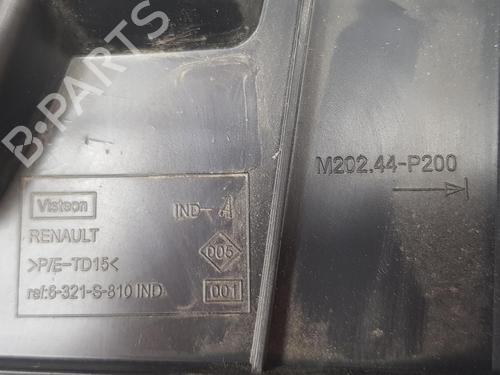 B-PARTS
M202.44-P200
Visteon
IND- A
RENAULT
005
>P/E-TD15<
ref:6-321-S-810 IND
001